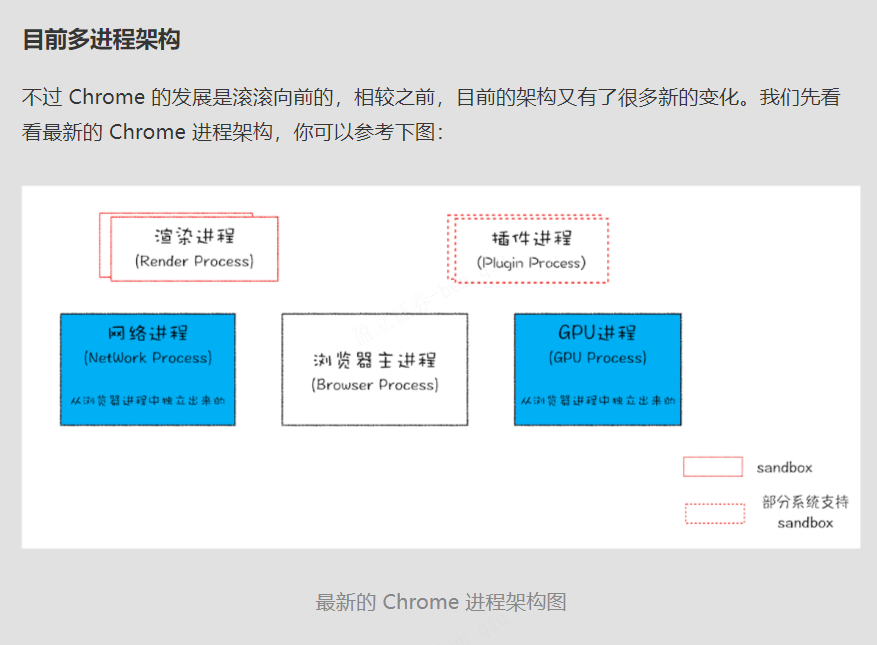 目前多进程架构
不过 Chrome 的发展是滚滚向前的，相较之前，目前的架构又有了很多新的变化。我们先看
看最新的 Chrome 进程架构，你可以参考下图：
渲染进程
(Render Process)
插件进程
(Plugin Process)
网络进程
(NetWork Process)
从浏览器进程中独立出来的
浏览器主进程
(Browser Process)
GPU进程
(GPU Process)
从浏览器进程中独立出来的
sandbox
部分系统支持
sandbox
最新的 Chrome 进程架构图